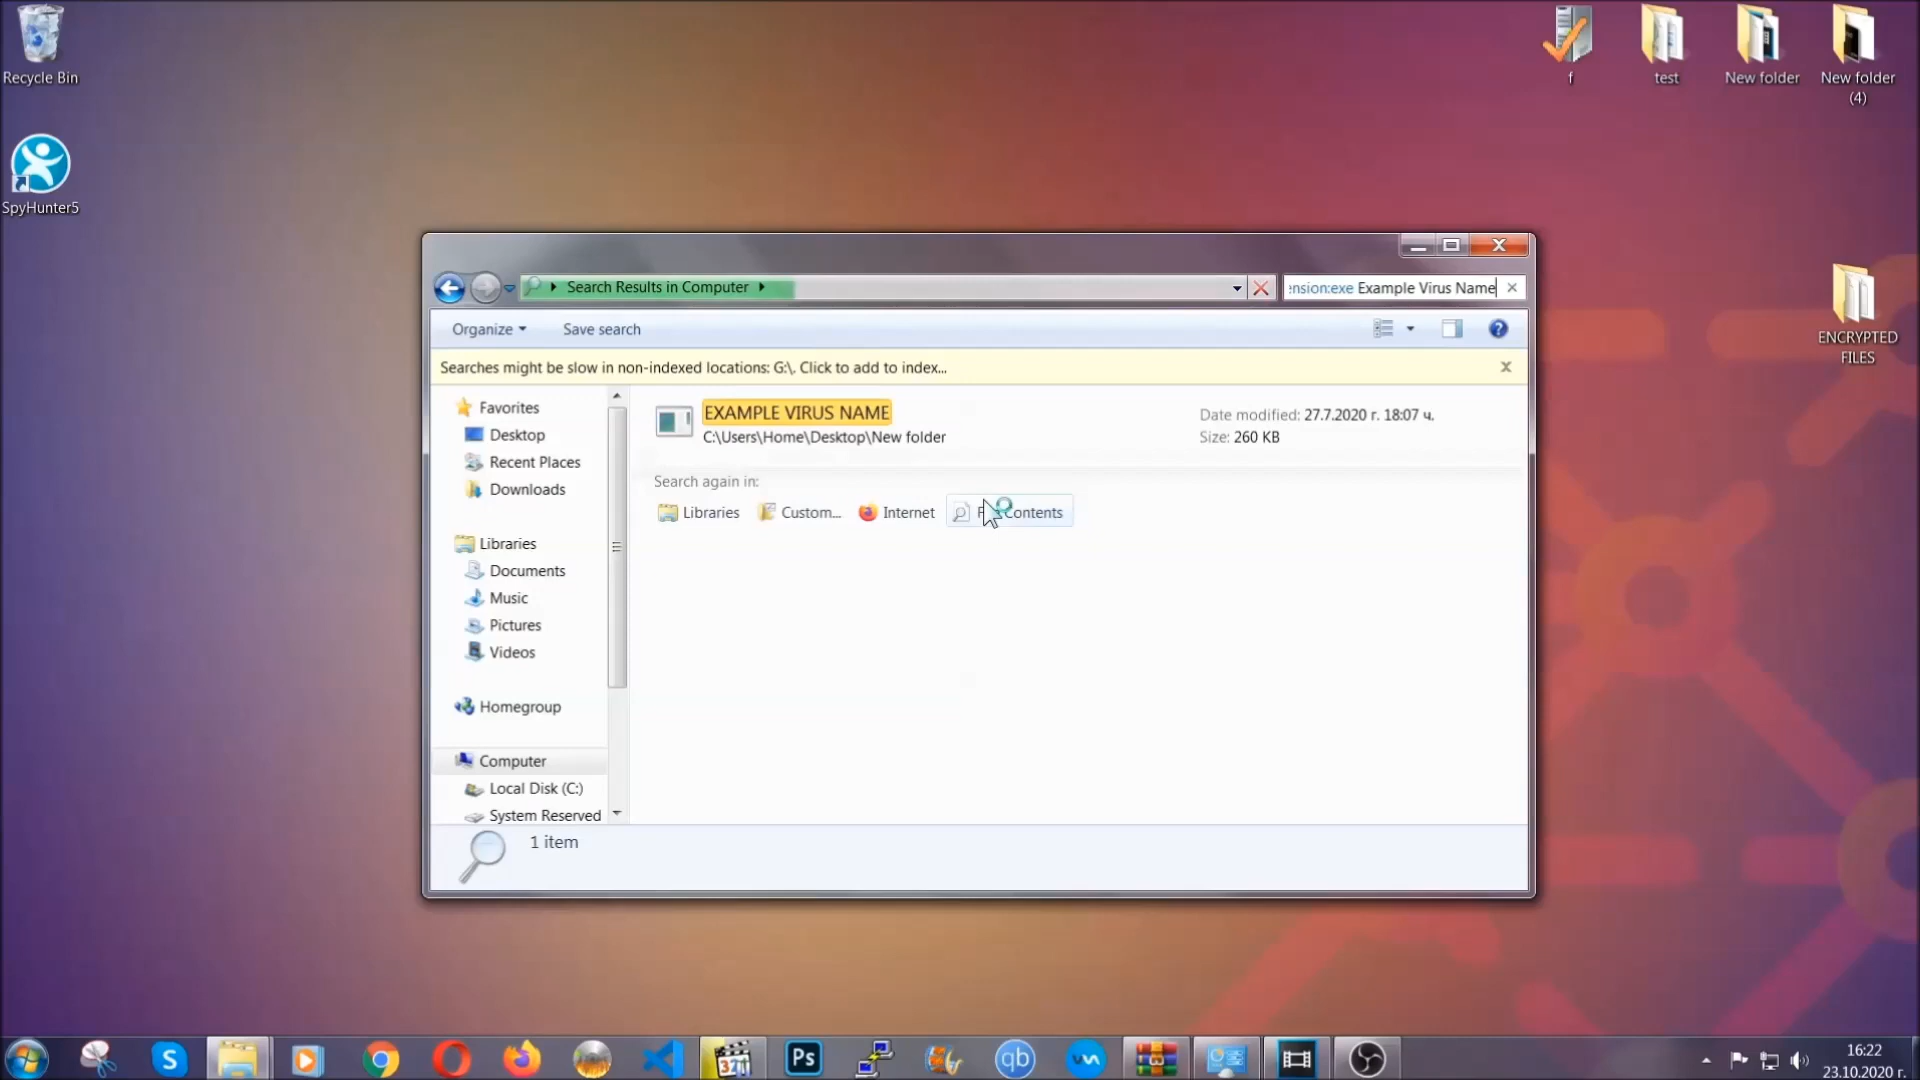 Recycle Bin
SpyHunter5
f
test
New folder
New folder
(4)
ENCRYPTED
FILES
Search Results in Computer
ension:exe Example Virus Name
Organize
Save search
Searches might be slow in non-indexed locations: G:\. Click to add to index...
Favorites
Desktop
Recent Places
Downloads
Libraries
Documents
Music
Pictures
Videos
Homegroup
Computer
Local Disk (C:)
System Reserved
EXAMPLE VIRUS NAME
C:\Users\Home\Desktop\New folder
Date modified: 27.7.2020 г. 18:07 ч.
Size: 260 KB
Search again in:
Libraries
Custom...
Internet
Contents
1 item
S
371
Ps
qb
16:22
23.10.2020 г.